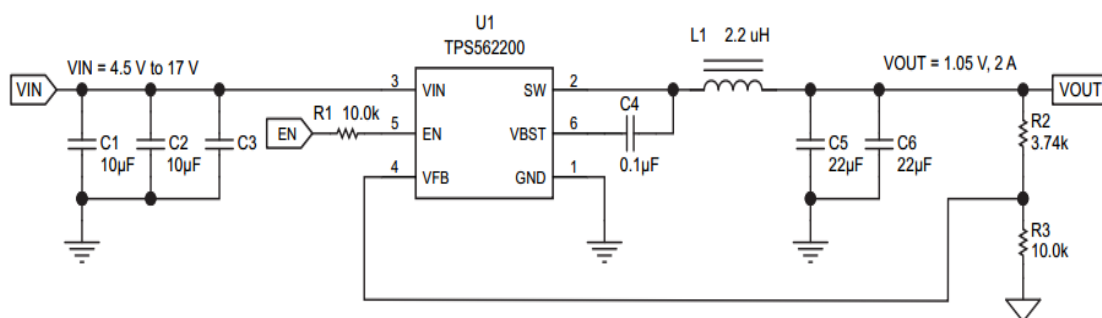 U1
TPS562200
L1 2.2 uH
VIN = 4.5 V to 17 V
VOUT = 1.05 V, 2 A
VIN
3
VIN
SW
2
VOUT
R1 10.0k
C4
EN
5
EN
VBST
6
0.1µF
R2
3.74k
C1
10µF
C2
10µF
C3
C5
22µF
C6
22µF
4
VFB
GND
1
R3
10.0k